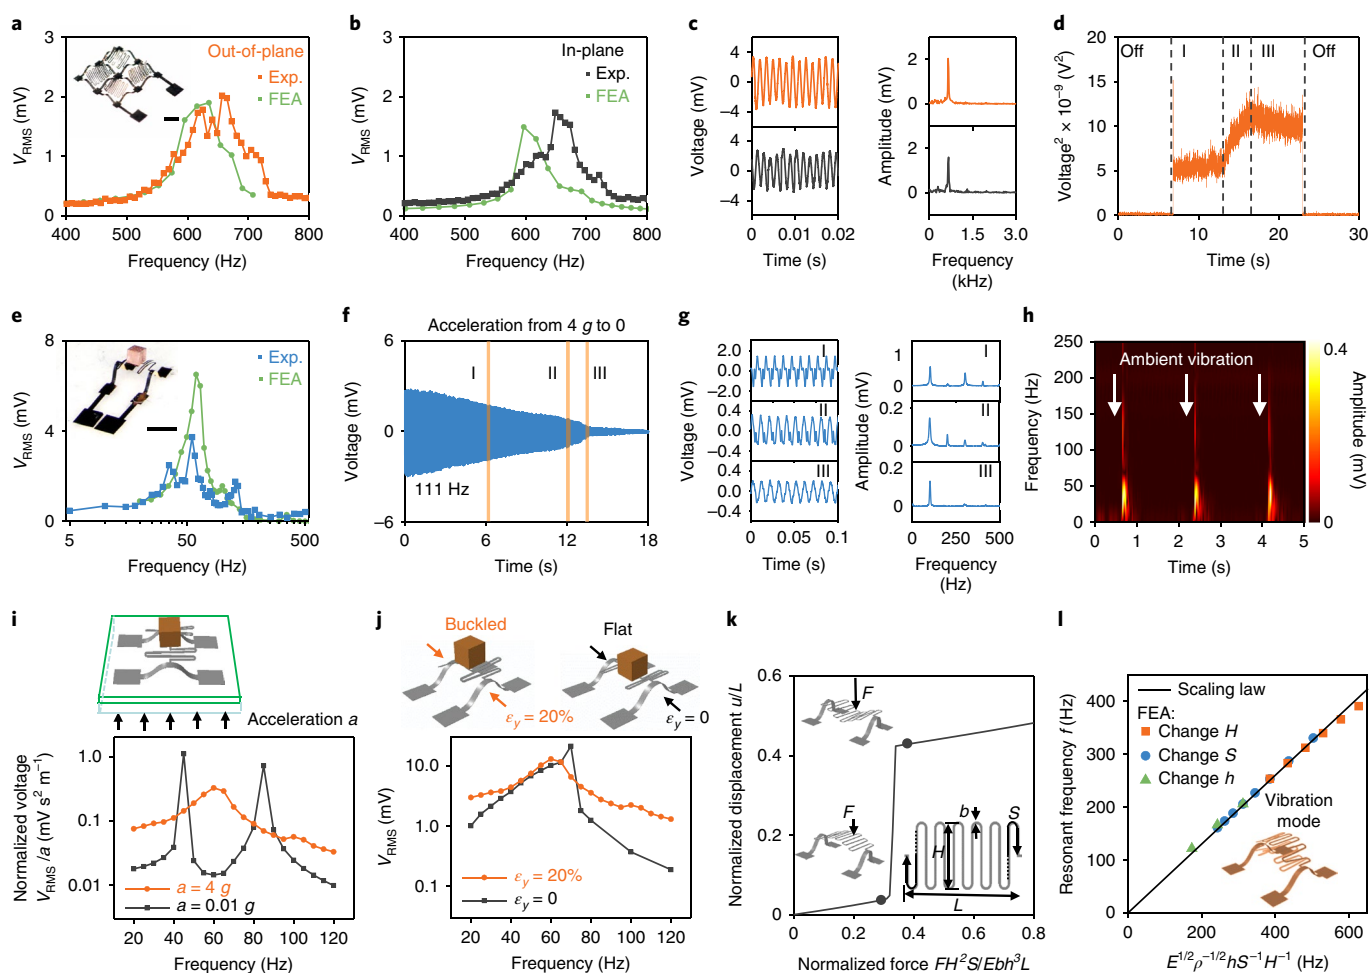 a
3
2
1
0
V_RMS (mV)
Out-of-plane
Exp.
FEA
400 500 600 700 800
Frequency (Hz)
b
3
2
1
0
V_RMS (mV)
In-plane
Exp.
FEA
400 500 600 700 800
Frequency (Hz)
c
4
0
−4
4
0
−4
Voltage (mV)
0 0.01 0.02
Time (s)
2
0
2
0
Amplitude (mV)
0 1.5 3.0
Frequency
(kHz)
d
20
15
10
5
0
Voltage² × 10⁻⁹ (V²)
Off I II III Off
0 10 20 30
Time (s)
e
8
4
0
V_RMS (mV)
Exp.
FEA
5 50 500
Frequency (Hz)
f
Acceleration from 4 g to 0
6
0
−6
Voltage (mV)
I II III
111 Hz
0 6 12 18
Time (s)
g
2.0
0.0
−2.0
0.4
0.0
−0.4
0.4
0.0
−0.4
Voltage (mV)
I
II
III
0 0.05 0.1
Time (s)
1
0
0.2
0
0.2
0
Amplitude (mV)
I
II
III
0 250 500
Frequency
(Hz)
h
250
200
150
100
50
0
Frequency (Hz)
Ambient vibration
0 1 2 3 4 5
Time (s)
0.4
0
Amplitude (mV)
i
Acceleration a
1.0
0.1
0.01
Normalized voltage
V_RMS/a (mV s² m⁻¹)
a = 4 g
a = 0.01 g
20 40 60 80 100 120
Frequency (Hz)
j
Buckled
Flat
ε_y = 20%
ε_y = 0
10.0
1.0
0.1
V_RMS (mV)
ε_y = 20%
ε_y = 0
20 40 60 80 100 120
Frequency (Hz)
k
0.6
0.4
0.2
0
Normalized displacement u/L
F
F
b
S
H
L
0 0.2 0.4 0.6 0.8
Normalized force FH²S/Ebh³L
l
400
300
200
100
0
Resonant frequency f (Hz)
Scaling law
FEA:
Change H
Change S
Change h
Vibration
mode
200 400 600
E^1/2ρ^−1/2hS⁻¹H⁻¹ (Hz)